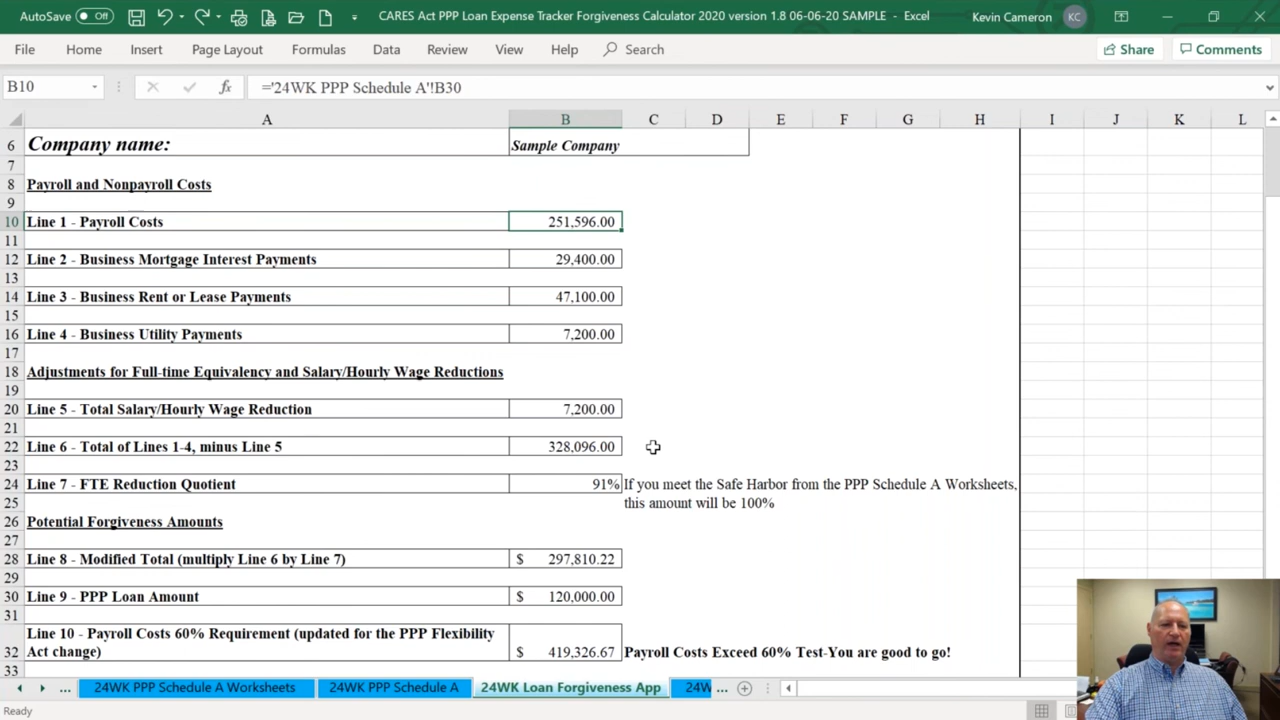 AutoSave Off
CARES Act PPP Loan Expense Tracker Forgiveness Calculator 2020 version 1.8 06-06-20 SAMPLE - Excel
Kevin Cameron KC
File Home Insert Page Layout Formulas Data Review View Help Search Share Comments
B10 fx ='24WK PPP Schedule A'!B30
A B C D E F G H I J K L
6 Company name: Sample Company
7
8 Payroll and Nonpayroll Costs
9
10 Line 1 - Payroll Costs 251,596.00
11
12 Line 2 - Business Mortgage Interest Payments 29,400.00
13
14 Line 3 - Business Rent or Lease Payments 47,100.00
15
16 Line 4 - Business Utility Payments 7,200.00
17
18 Adjustments for Full-time Equivalency and Salary/Hourly Wage Reductions
19
20 Line 5 - Total Salary/Hourly Wage Reduction 7,200.00
21
22 Line 6 - Total of Lines 1-4, minus Line 5 328,096.00
23
24 Line 7 - FTE Reduction Quotient 91% If you meet the Safe Harbor from the PPP Schedule A Worksheets,
25 this amount will be 100%
26 Potential Forgiveness Amounts
27
28 Line 8 - Modified Total (multiply Line 6 by Line 7) $ 297,810.22
29
30 Line 9 - PPP Loan Amount $ 120,000.00
31
Line 10 - Payroll Costs 60% Requirement (updated for the PPP Flexibility
32 Act change) $ 419,326.67 Payroll Costs Exceed 60% Test-You are good to go!
33
... 24WK PPP Schedule A Worksheets 24WK PPP Schedule A 24WK Loan Forgiveness App 24W ...
Ready